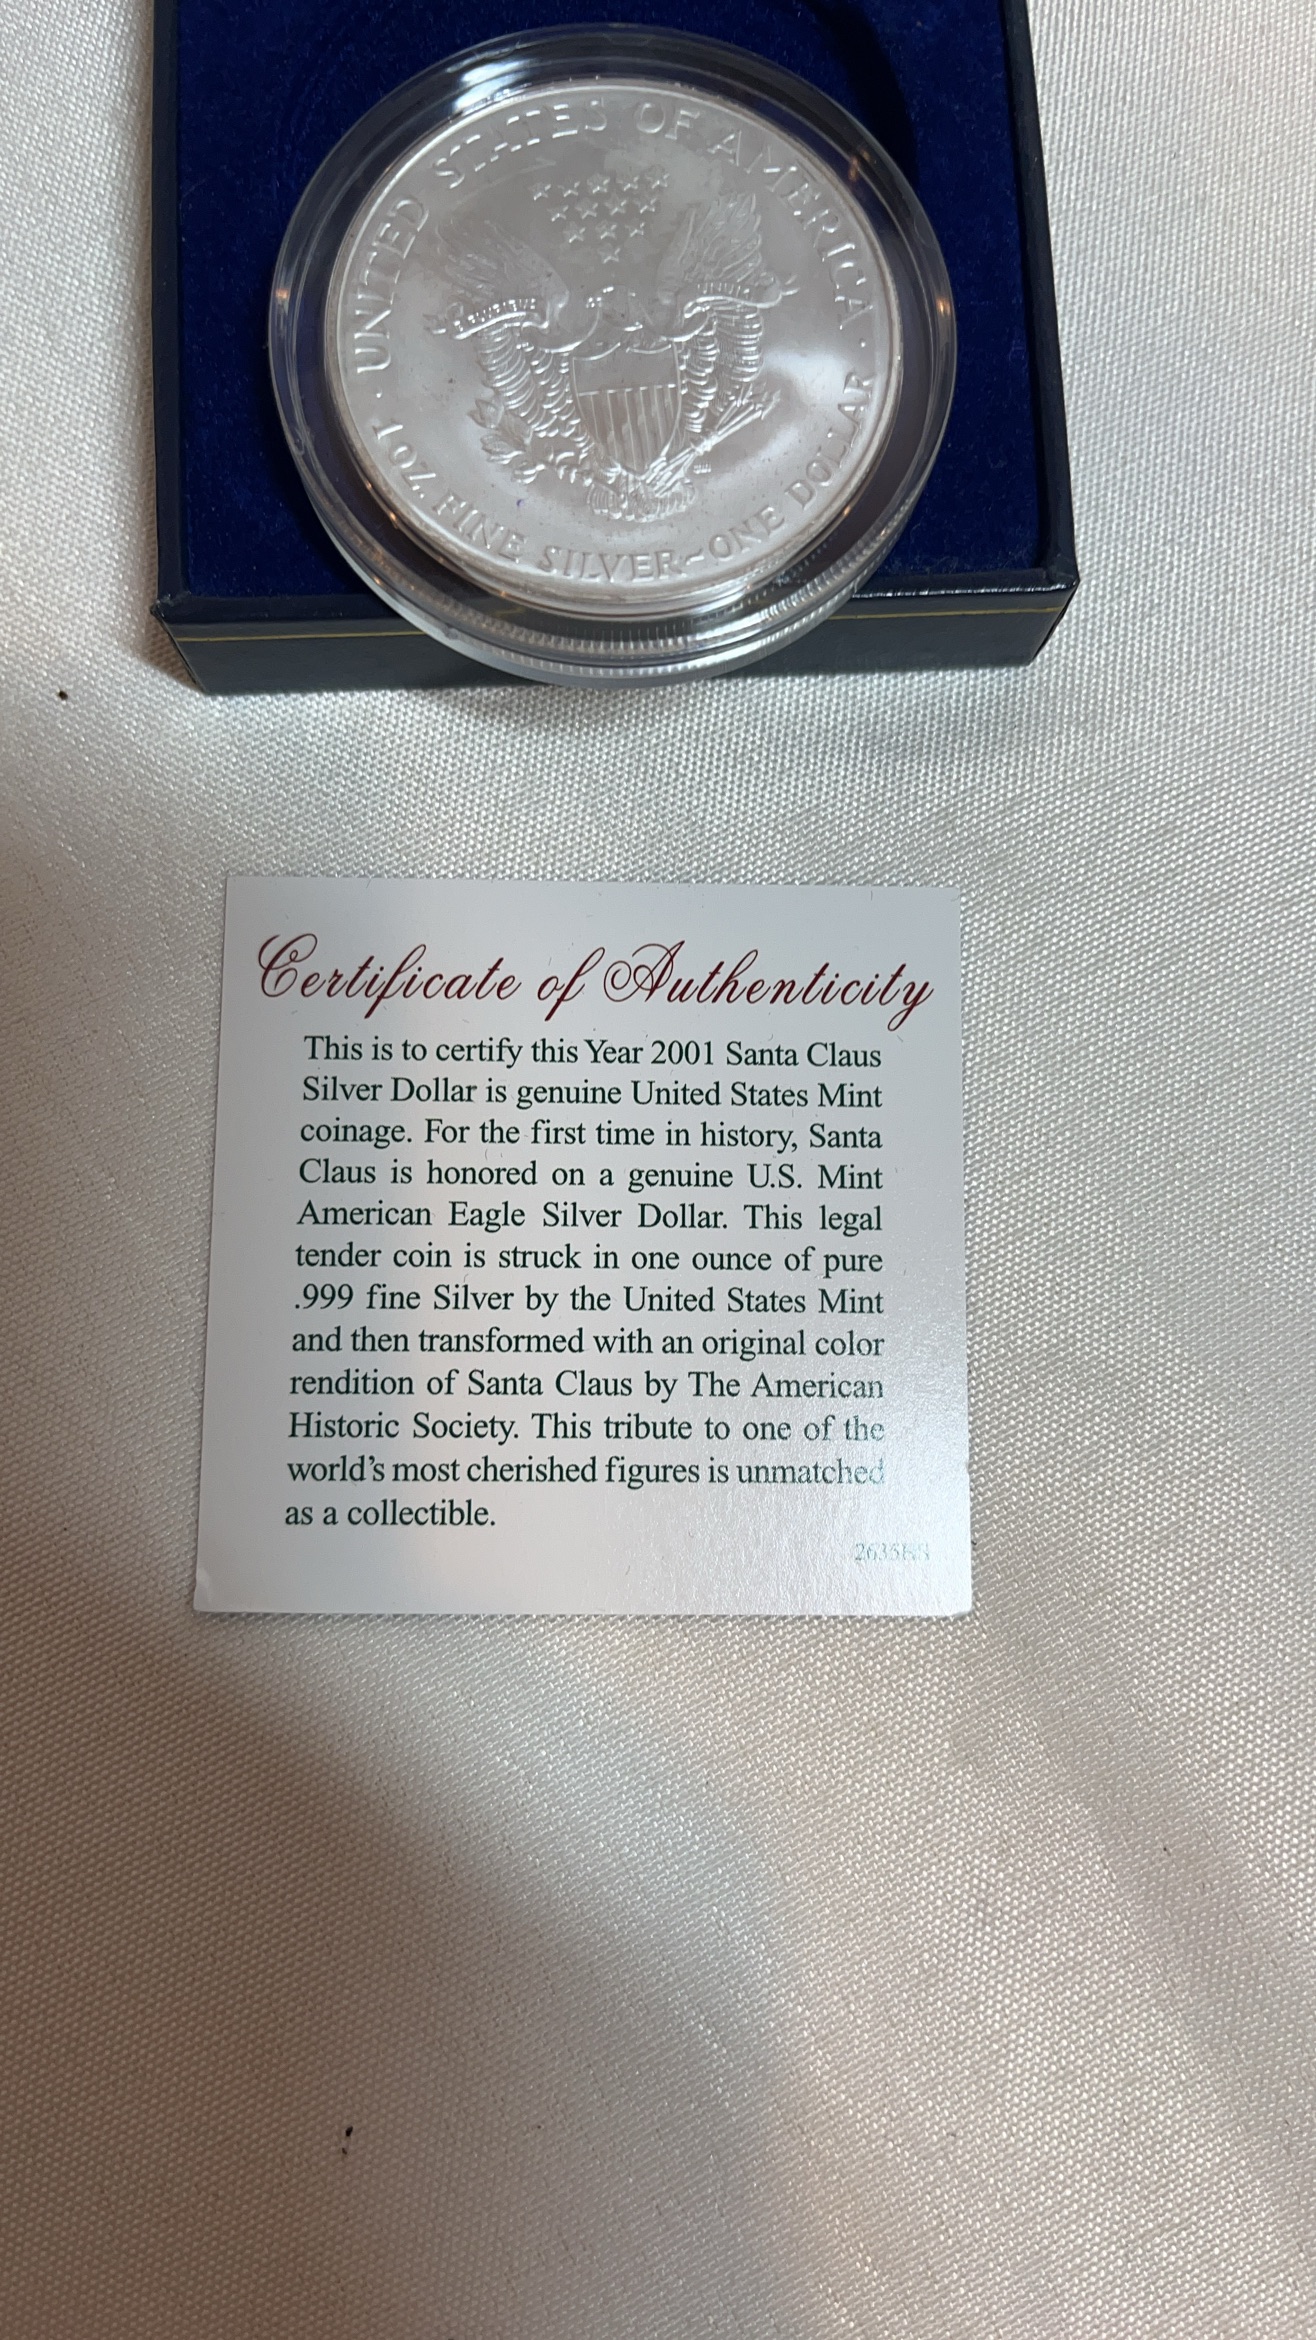 UNITED STATES OF AMERICA
1 OZ. FINE SILVER~ONE DOLLAR
Certificate of Authenticity
This is to certify this Year 2001 Santa Claus
Silver Dollar is genuine United States Mint
coinage. For the first time in history, Santa
Claus is honored on a genuine U.S. Mint
American Eagle Silver Dollar. This legal
tender coin is struck in one ounce of pure
.999 fine Silver by the United States Mint
and then transformed with an original color
rendition of Santa Claus by The American
Historic Society. This tribute to one of the
world's most cherished figures is unmatched
as a collectible.